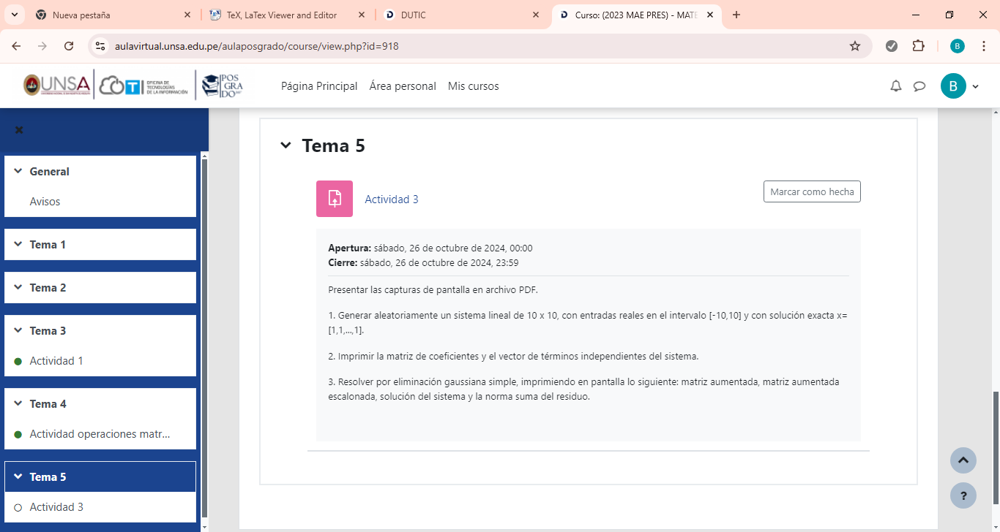 Nueva pestaña
TeX, LaTex Viewer and Editor
DUTIC
Curso: (2023 MAE PRES) - MATE
aulavirtual.unsa.edu.pe/aulaposgrado/course/view.php?id=918
B
UNSA
OTI
OFICINA DE
TECNOLOGÍAS
DE LA INFORMACIÓN
POS
GRA
DO
Página Principal Área personal Mis cursos
B
General
Avisos
Tema 1
Tema 2
Tema 3
Actividad 1
Tema 4
Actividad operaciones matr...
Tema 5
Actividad 3
Tema 5
Actividad 3
Marcar como hecha
Apertura: sábado, 26 de octubre de 2024, 00:00
Cierre: sábado, 26 de octubre de 2024, 23:59
Presentar las capturas de pantalla en archivo PDF.
1. Generar aleatoriamente un sistema lineal de 10 x 10, con entradas reales en el intervalo [-10,10] y con solución exacta x=
[1,1,...,1].
2. Imprimir la matriz de coeficientes y el vector de términos independientes del sistema.
3. Resolver por eliminación gaussiana simple, imprimiendo en pantalla lo siguiente: matriz aumentada, matriz aumentada
escalonada, solución del sistema y la norma suma del residuo.
?